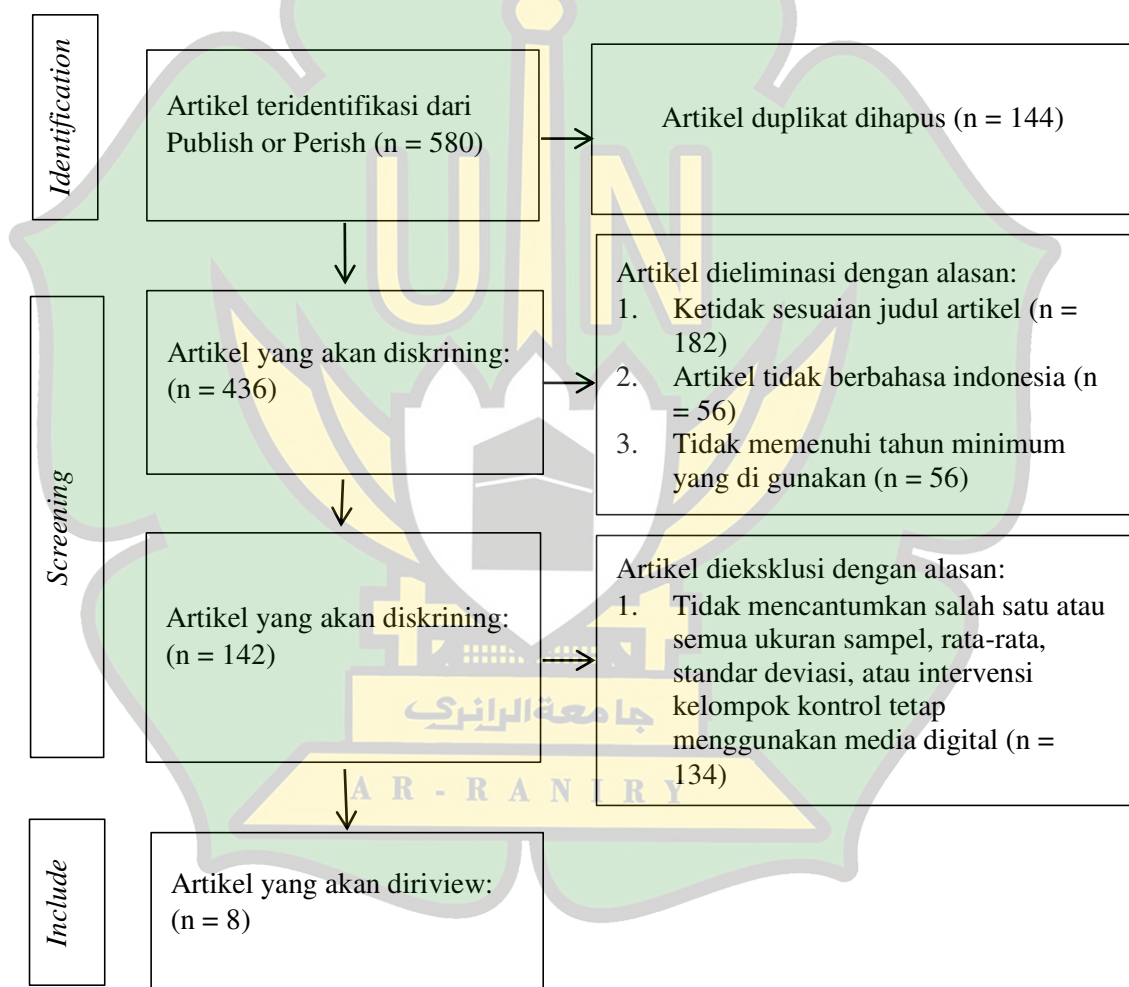 Identification
Artikel teridentifikasi dari
Publish or Perish (n = 580)
Artikel duplikat dihapus (n = 144)
Screening
Artikel yang akan diskrining:
(n = 436)
Artikel dieliminasi dengan alasan:
1. Ketidak sesuaian judul artikel (n =
182)
2. Artikel tidak berbahasa indonesia (n
= 56)
3. Tidak memenuhi tahun minimum
yang di gunakan (n = 56)
Artikel yang akan diskrining:
(n = 142)
Artikel dieksklusi dengan alasan:
1. Tidak mencantumkan salah satu atau
semua ukuran sampel, rata-rata,
standar deviasi, atau intervensi
kelompok kontrol tetap
menggunakan media digital (n =
134)
Include
Artikel yang akan diriview:
(n = 8)
UIN
جامعة الرانري
AR-RANIRY